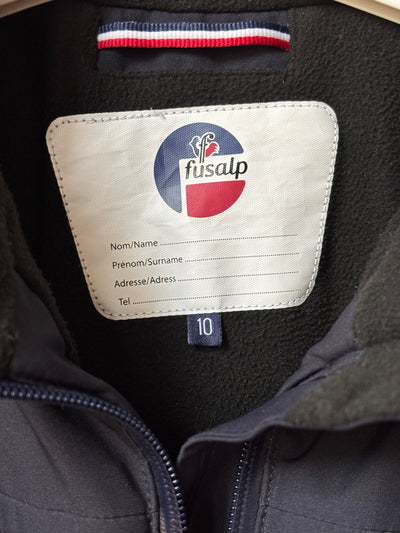 fusalp
Nom/Name
Prénom/Surname
Adresse/Adress
Tel
10